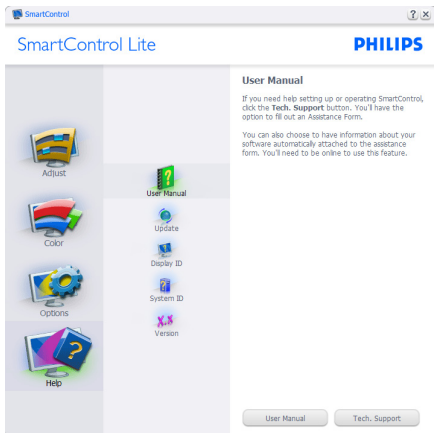 SmartControl
SmartControl Lite
PHILIPS
Adjust
Color
Options
Help
User Manual
Update
Display ID
System ID
X.X
Version
User Manual
If you need help setting up or operating SmartControl,
click the Tech. Support button. You'll have the
option to fill out an Assistance Form.
You can also choose to have information about your
software automatically attached to the assistance
form. You'll need to be online to use this feature.
User Manual
Tech. Support